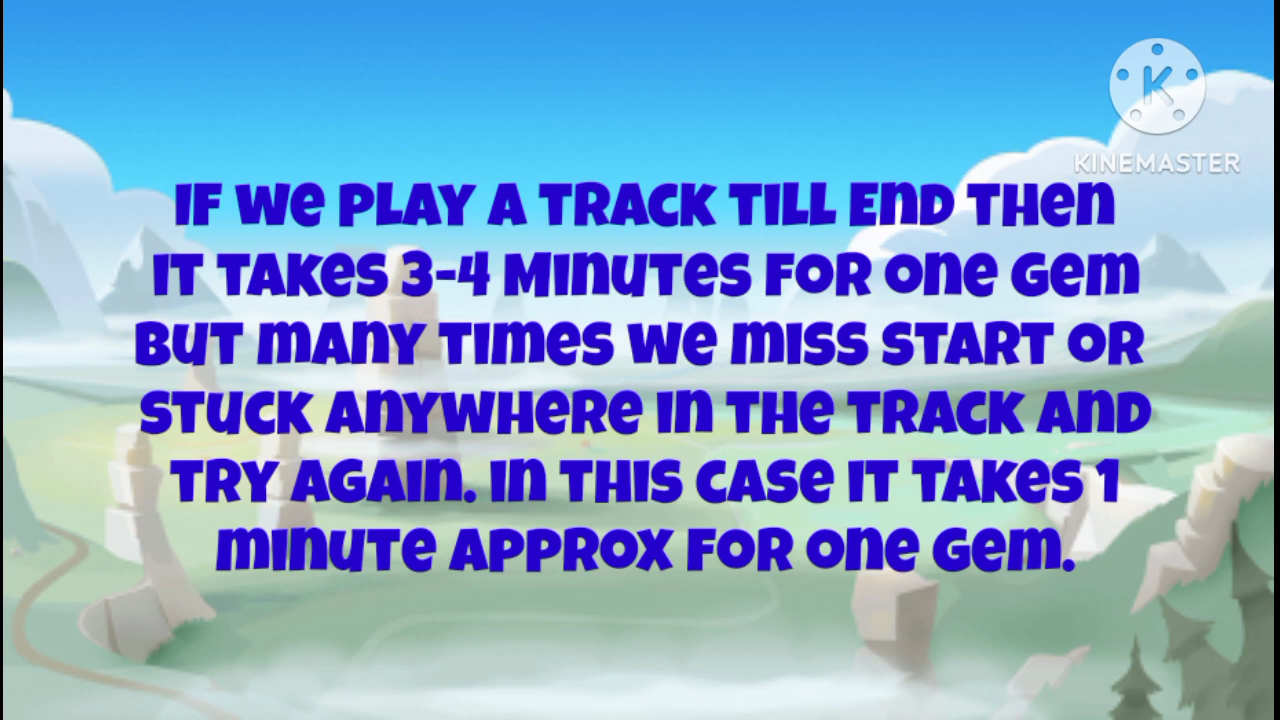 KINEMASTER
IF WE PLAY A TRACK TILL END THEN
IT TAKES 3-4 MINUTES FOR ONE GEM
BUT MANY TIMES WE MISS START OR
STUCK ANYWHERE IN THE TRACK AND
TRY AGAIN. IN THIS CASE IT TAKES 1
MINUTE APPROX FOR ONE GEM.